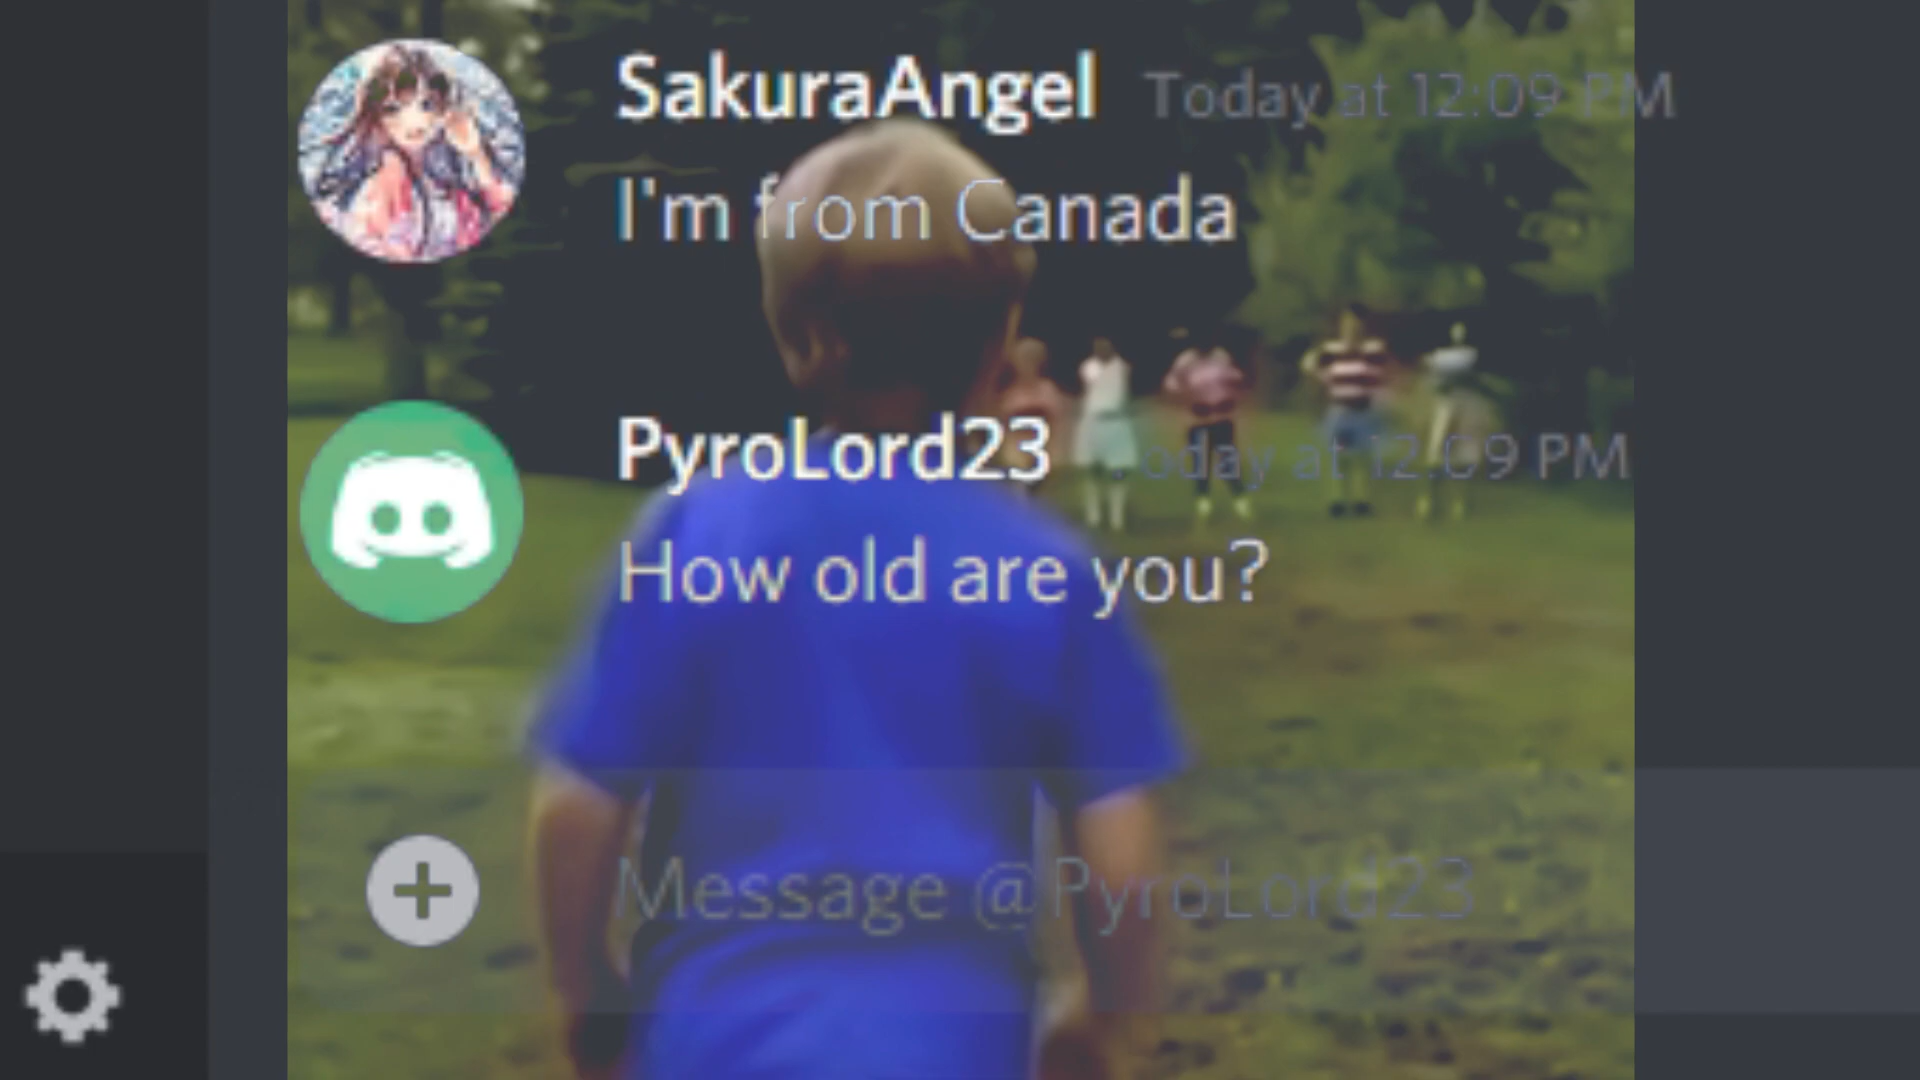 SakuraAngel Today at 12:09 PM
I'm from Canada
PyroLord23 Today at 12:09 PM
How old are you?
Message @PyroLord23